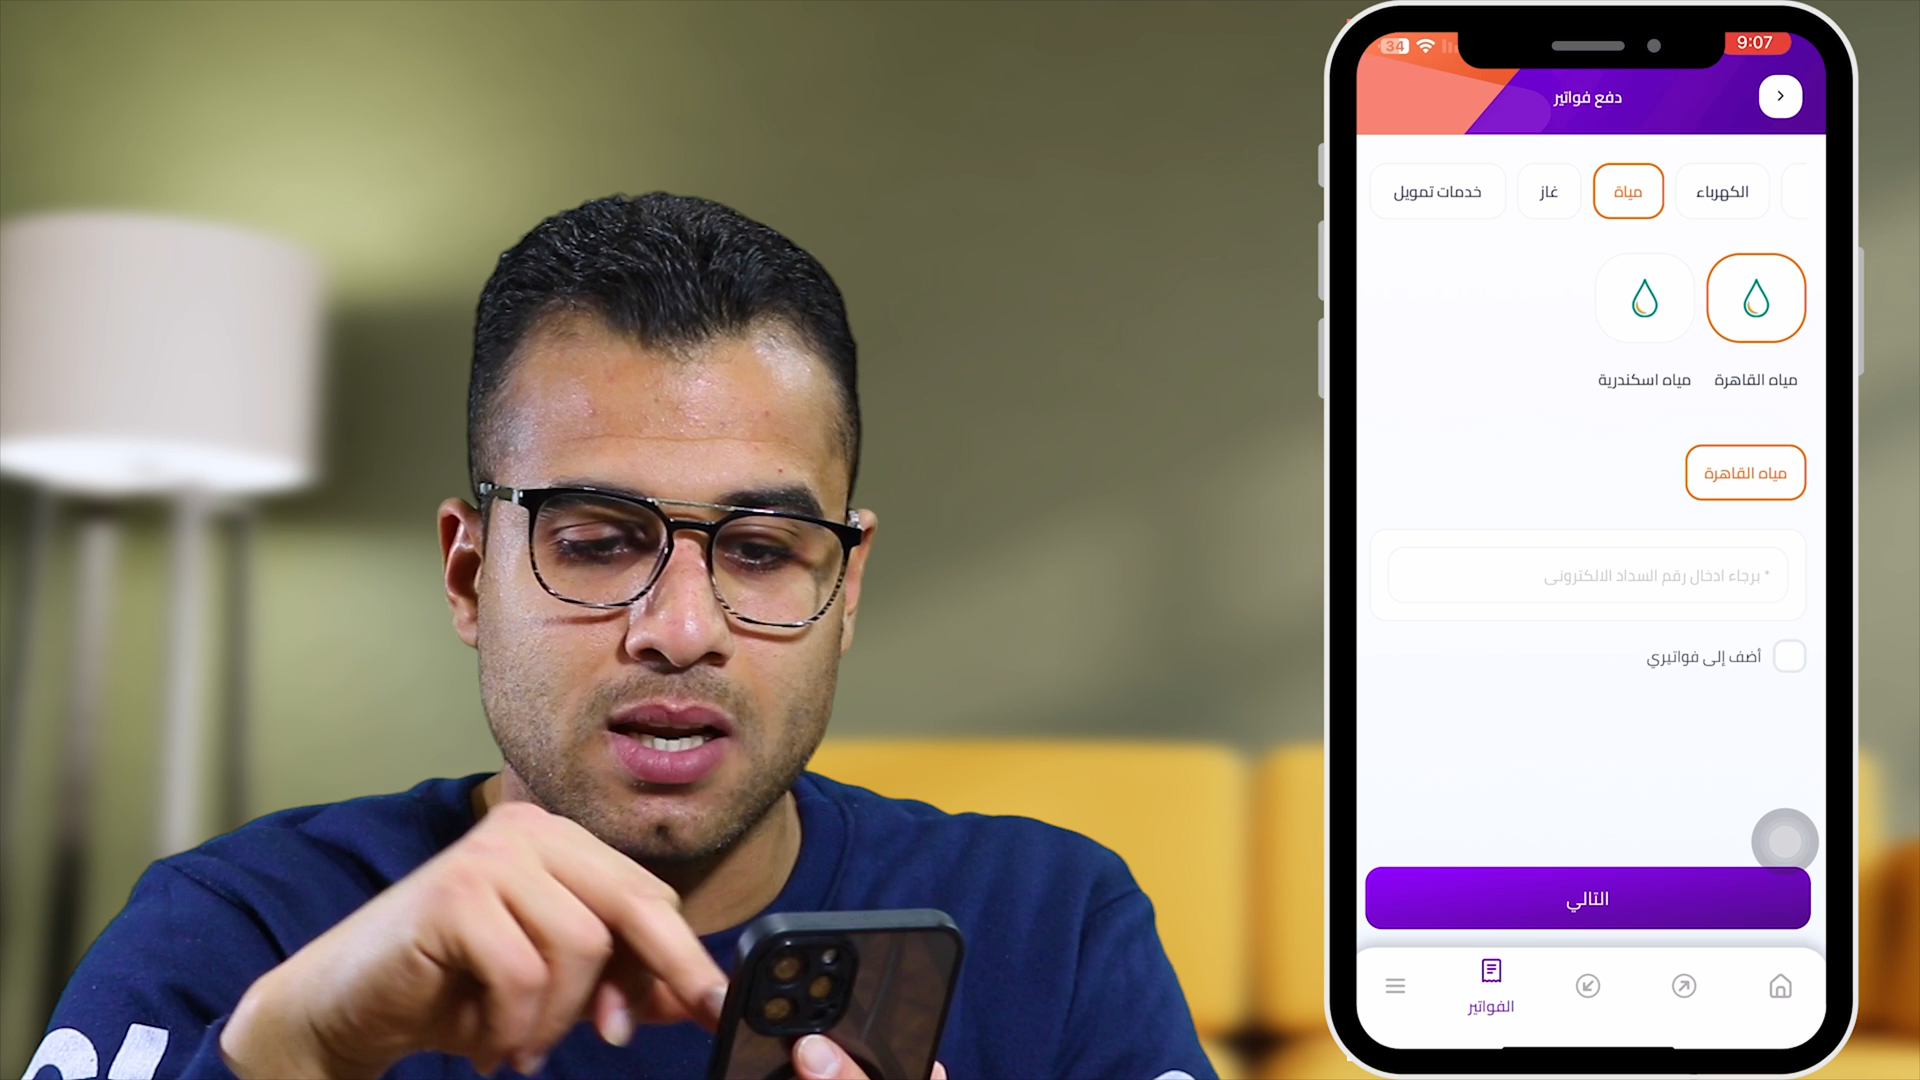 34
9:07
دفع فواتير
الكهرباء
مياة
غاز
خدمات تمويل
مياه القاهرة
مياه اسكندرية
مياه القاهرة
* برجاء ادخال رقم السداد الالكترونى
أضف إلى فواتيري
التالي
الفواتير